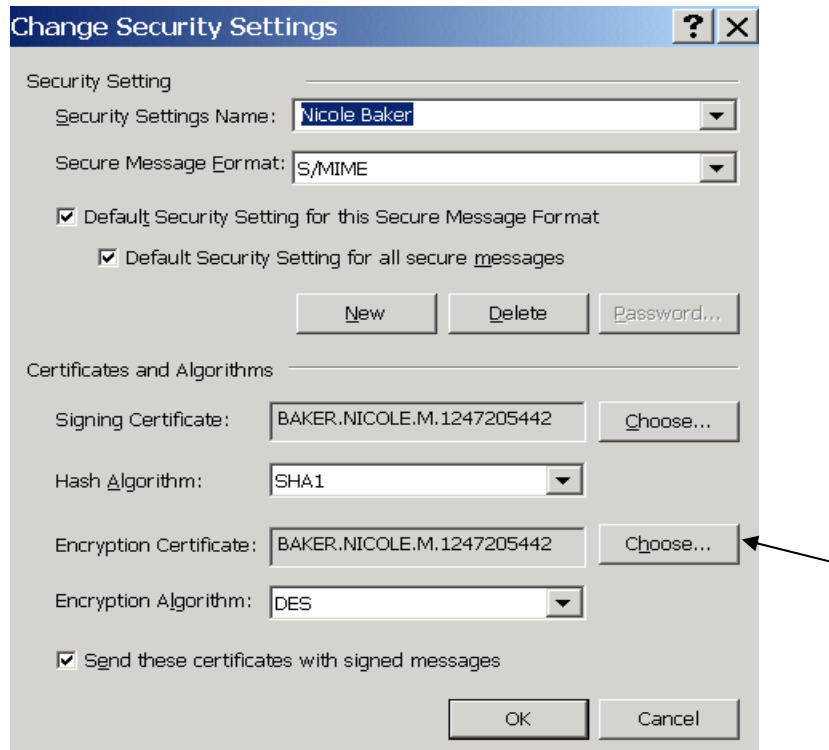 Change Security Settings ? X
Security Setting
Security Settings Name: Nicole Baker
Secure Message Format: S/MIME
Default Security Setting for this Secure Message Format
Default Security Setting for all secure messages
New Delete Password...
Certificates and Algorithms
Signing Certificate: BAKER.NICOLE.M.1247205442 Choose...
Hash Algorithm: SHA1
Encryption Certificate: BAKER.NICOLE.M.1247205442 Choose...
Encryption Algorithm: DES
Send these certificates with signed messages
OK Cancel